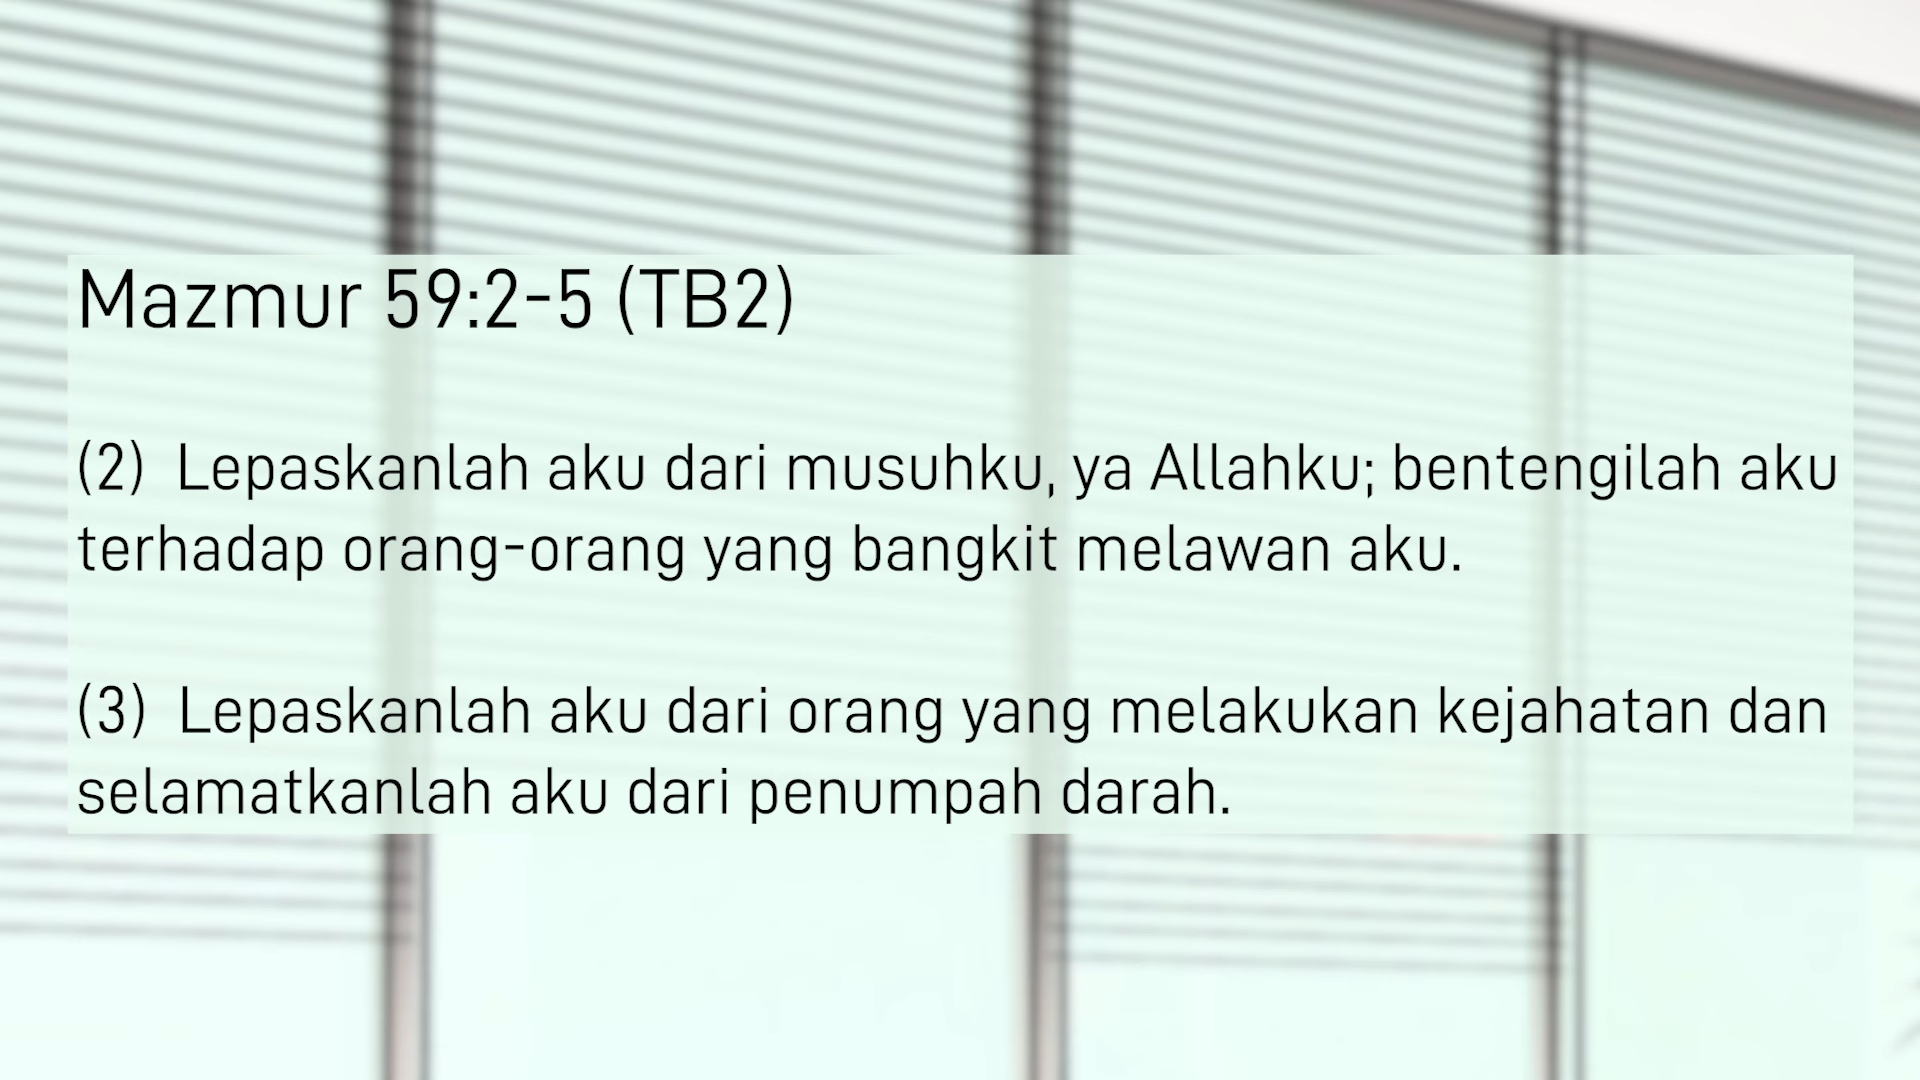 Mazmur 59:2-5 (TB2)
(2) Lepaskanlah aku dari musuhku, ya Allahku; bentengilah aku
terhadap orang-orang yang bangkit melawan aku.
(3) Lepaskanlah aku dari orang yang melakukan kejahatan dan
selamatkanlah aku dari penumpah darah.